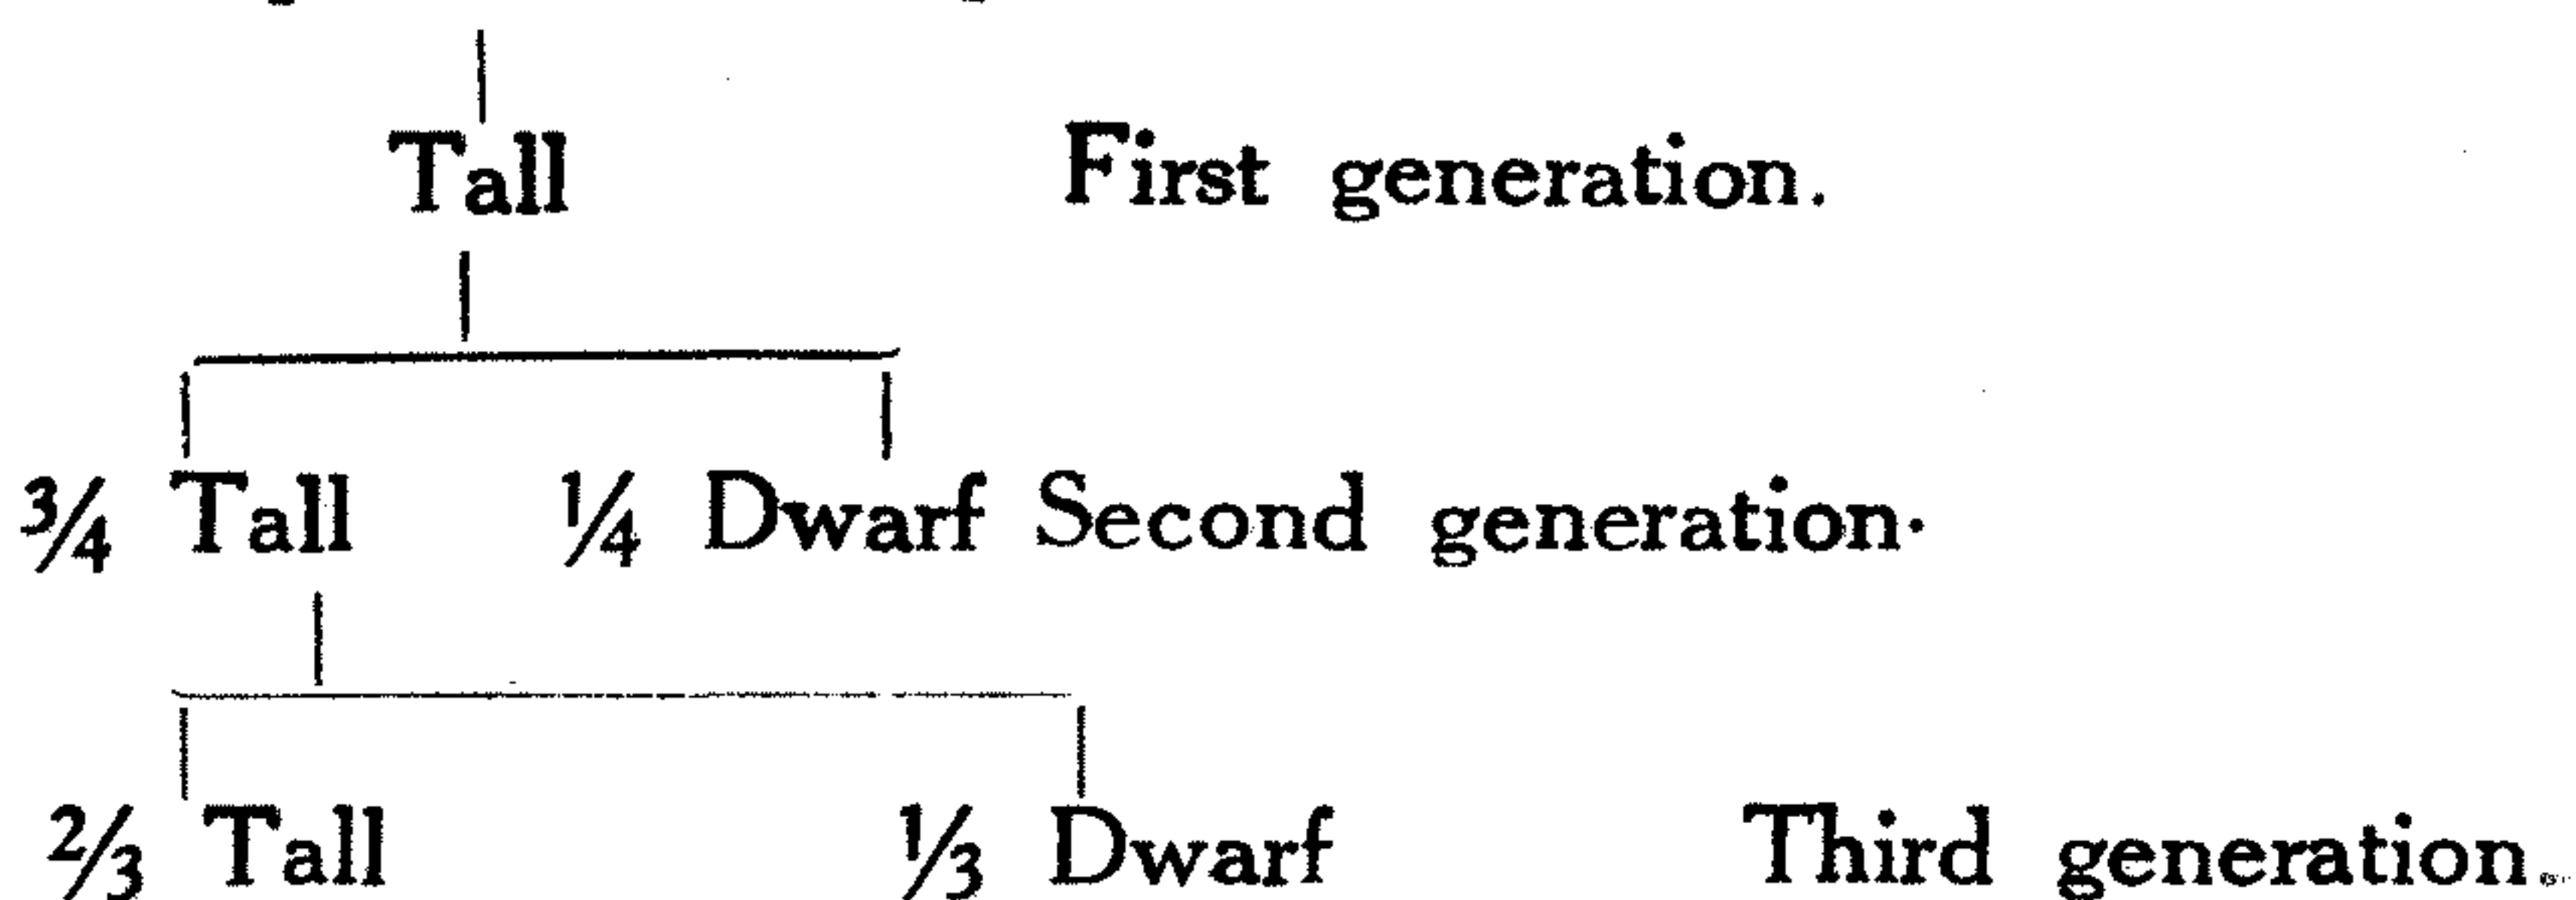 Tall First generation.
¾ Tall ¼ Dwarf Second generation.
⅔ Tall ⅓ Dwarf Third generation.